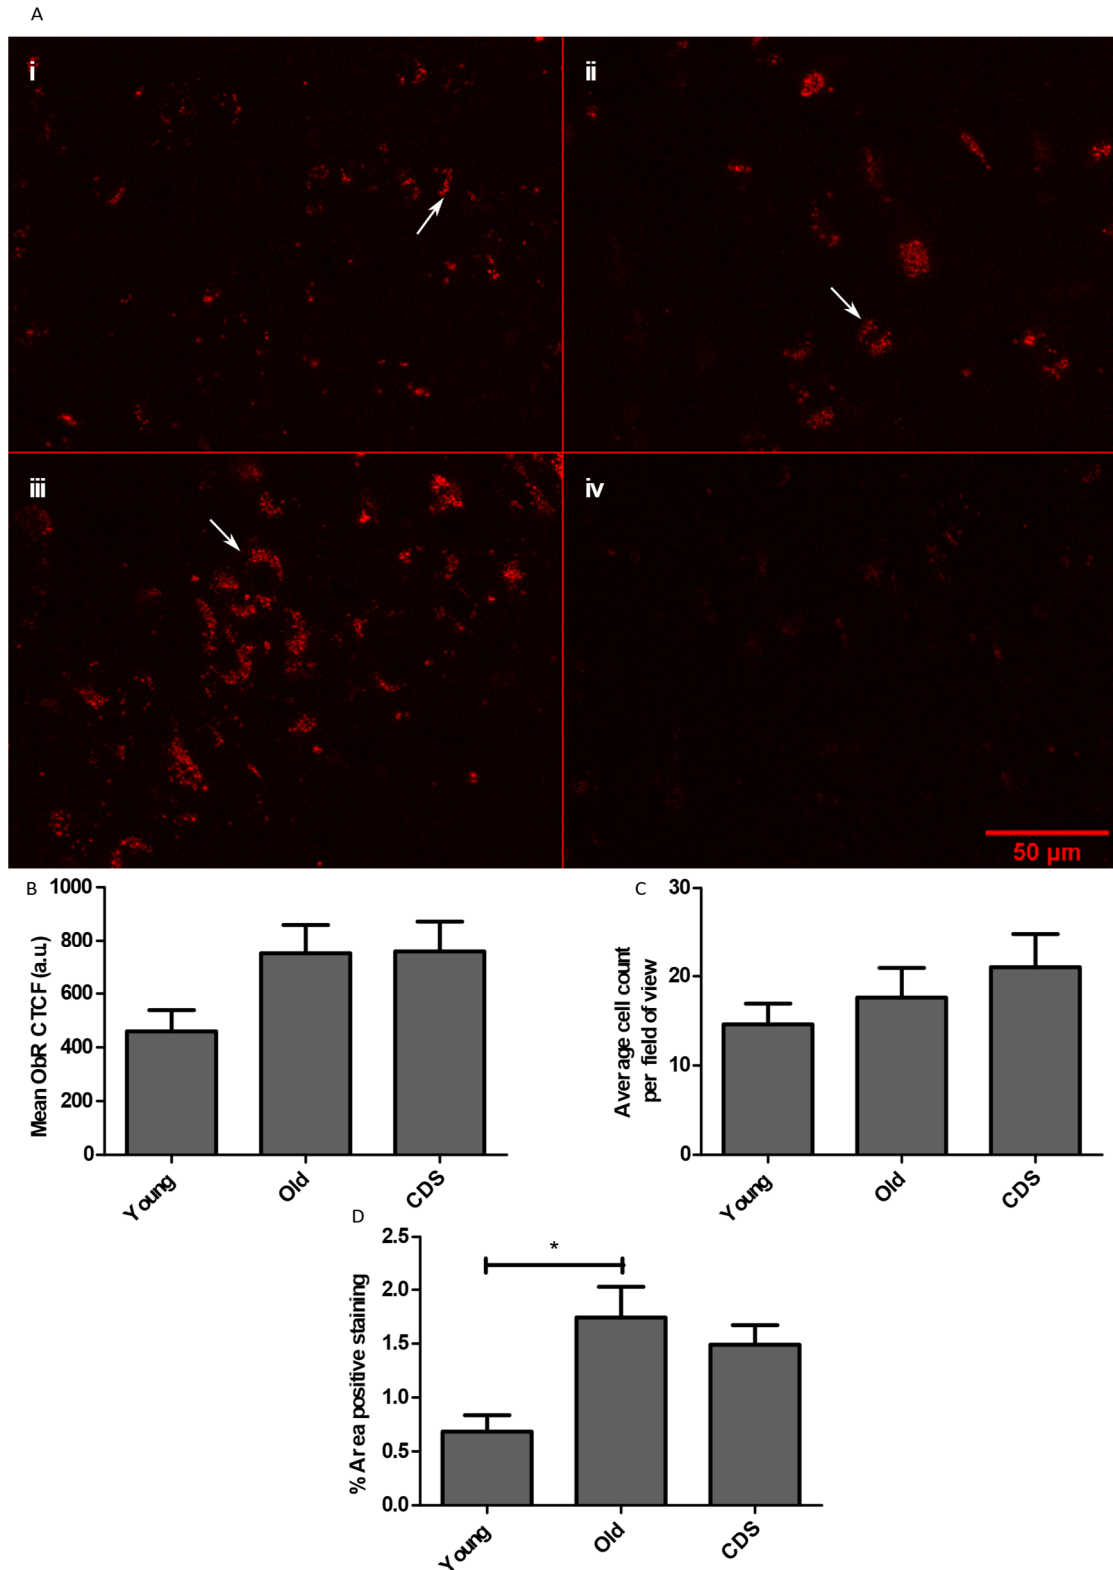 A
i
ii
iii
iv
50 µm
B
1000
800
600
400
200
0
Mean ObR CTCF (a.u.)
Young
Old
CDS
C
30
20
10
0
Average cell count
per field of view
Young
Old
CDS
D
2.5
2.0
1.5
1.0
0.5
0.0
% Area positive staining
*
Young
Old
CDS